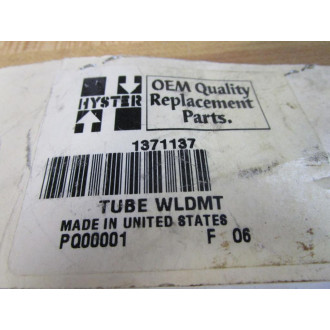 HYSTER
OEM Quality
Replacement
Parts.
1371137
TUBE WLDMT
MADE IN UNITED STATES
PQ00001 F 06